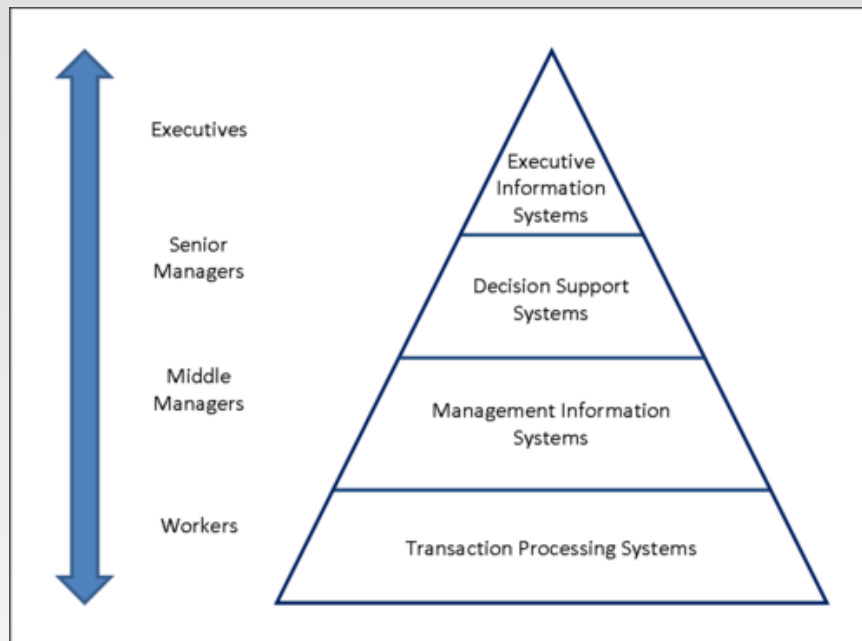 Executives
Executive
Information
Systems
Senior
Managers
Decision Support
Systems
Middle
Managers
Management Information
Systems
Workers
Transaction Processing Systems